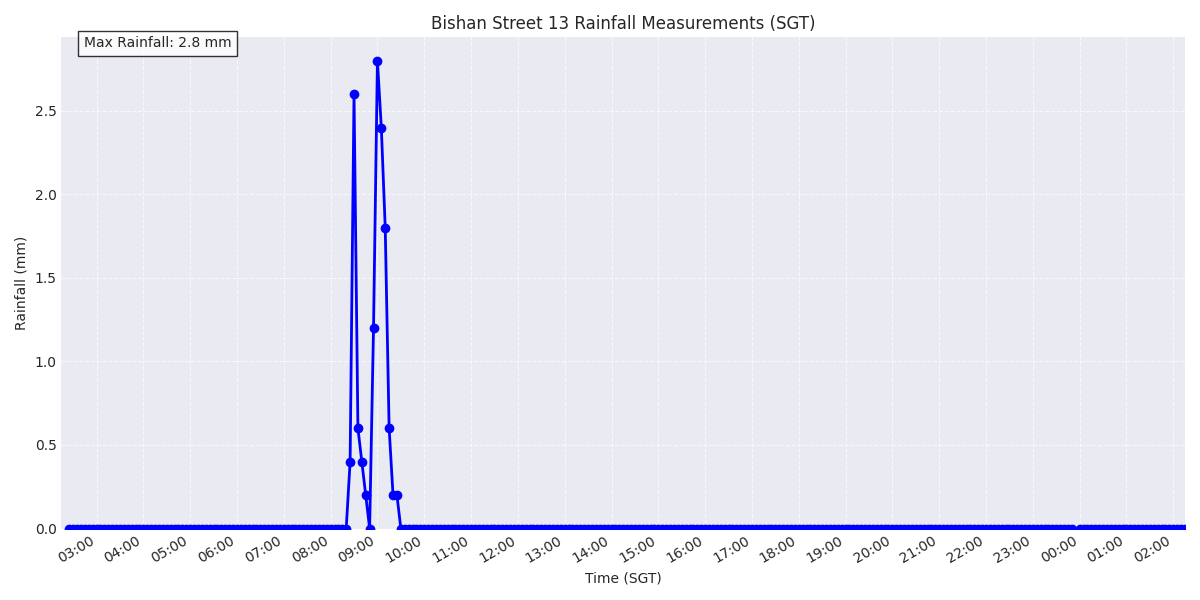 Bishan Street 13 Rainfall Measurements (SGT)
Max Rainfall: 2.8 mm
Rainfall (mm)
2.5
2.0
1.5
1.0
0.5
0.0
03:00 04:00 05:00 06:00 07:00 08:00 09:00 10:00 11:00 12:00 13:00 14:00 15:00 16:00 17:00 18:00 19:00 20:00 21:00 22:00 23:00 00:00 01:00 02:00
Time (SGT)